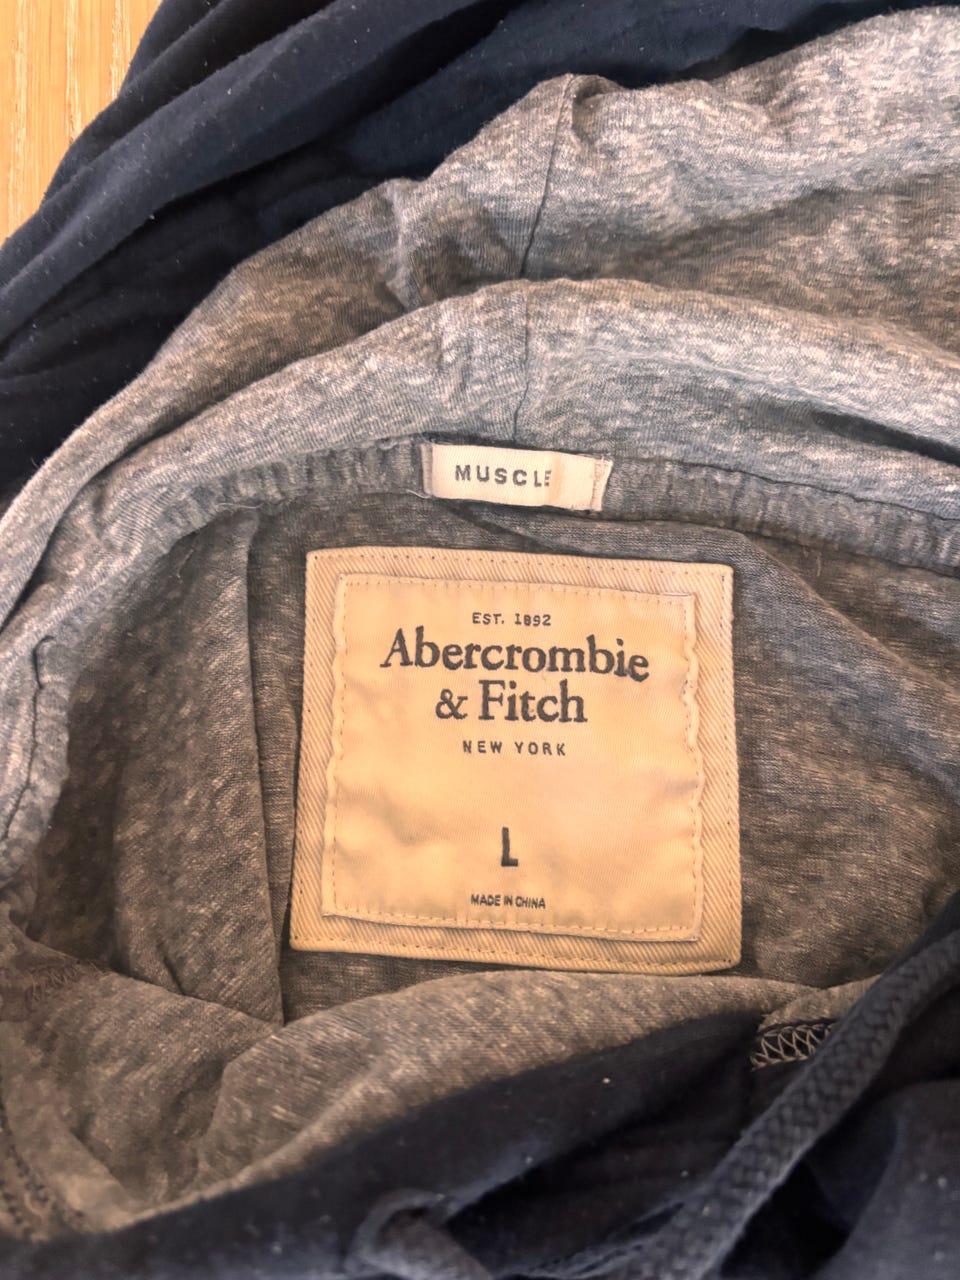 MUSCLE
EST. 1892
Abercrombie
& Fitch
NEW YORK
L
MADE IN CHINA